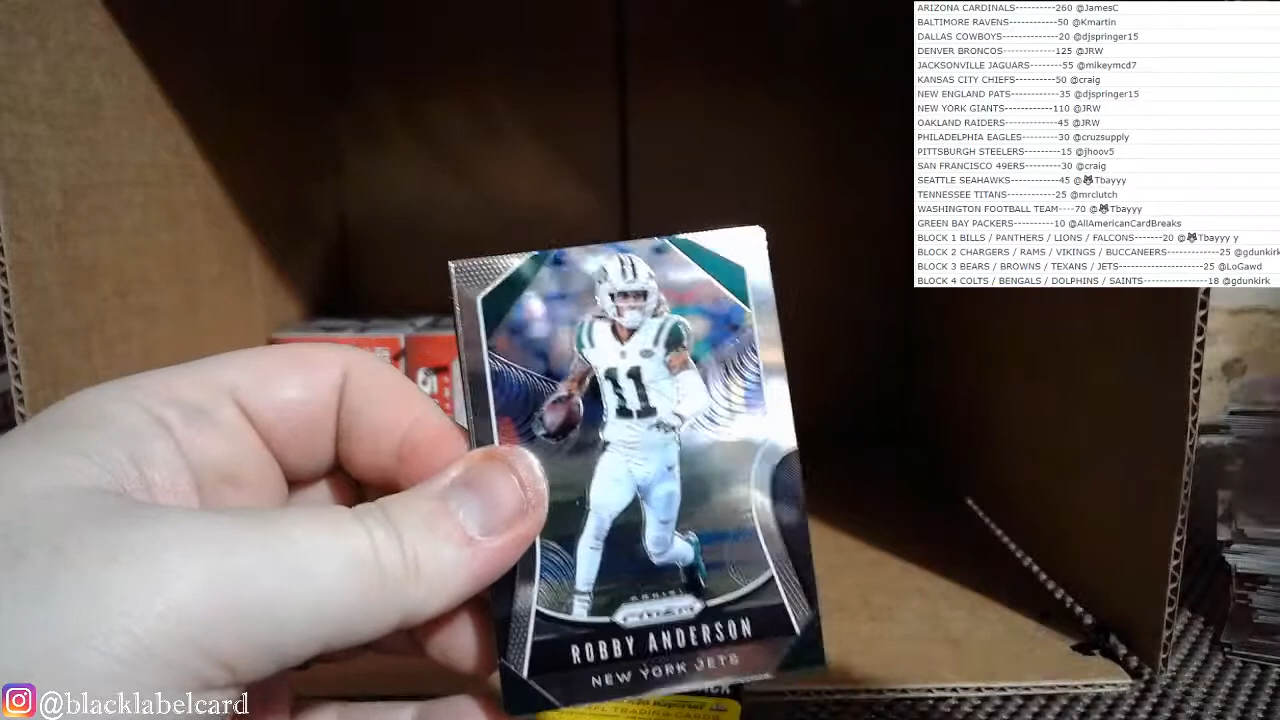 ARIZONA CARDINALS----------260 @JamesC
BALTIMORE RAVENS------------50 @Kmartin
DALLAS COWBOYS--------------20 @djspringer15
DENVER BRONCOS-------------125 @JRW
JACKSONVILLE JAGUARS--------55 @mikeymcd7
KANSAS CITY CHIEFS----------50 @craig
NEW ENGLAND PATS------------35 @djspringer15
NEW YORK GIANTS------------110 @JRW
OAKLAND RAIDERS-------------45 @JRW
PHILADELPHIA EAGLES---------30 @cruzsupply
PITTSBURGH STEELERS---------15 @jhoov5
SAN FRANCISCO 49ERS---------30 @craig
SEATTLE SEAHAWKS------------45 @😼Tbayyy
TENNESSEE TITANS------------25 @mrclutch
WASHINGTON FOOTBALL TEAM----70 @😼Tbayyy
GREEN BAY PACKERS----------10 @AllAmericanCardBreaks
BLOCK 1 BILLS / PANTHERS / LIONS / FALCONS-------20 @😼Tbayyy y
BLOCK 2 CHARGERS / RAMS / VIKINGS / BUCCANEERS------------25 @gdunkirk
BLOCK 3 BEARS / BROWNS / TEXANS / JETS-------------------25 @LoGawd
BLOCK 4 COLTS / BENGALS / DOLPHINS / SAINTS----------------18 @gdunkirk
11
PRIZM
ROBBY ANDERSON
NEW YORK JETS
NFL TRADING CARDS
@blacklabelcard